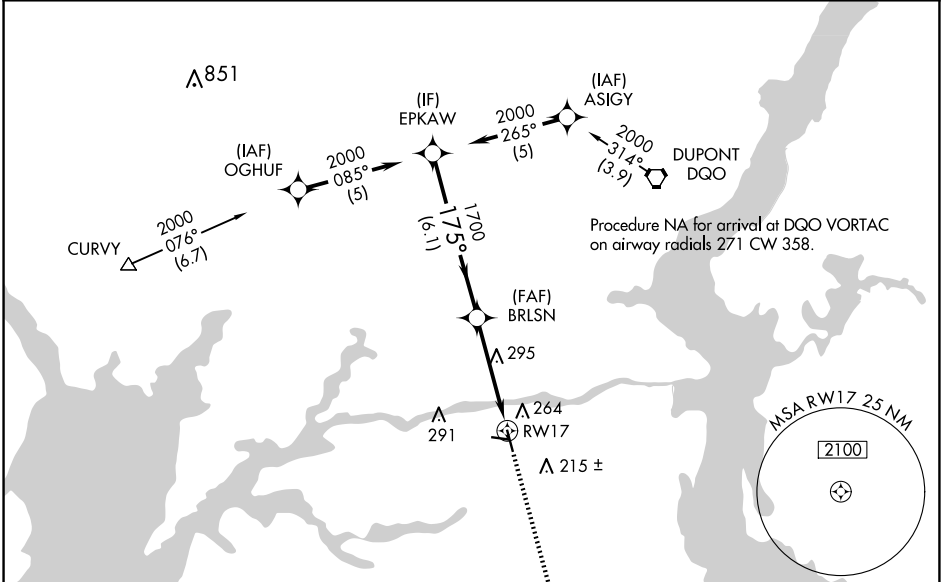 851
(IAF)
ASIGY
(IF)
EPKAW
2000
265°
(5)
2000
314°
(3.9)
DUPONT
DQO
(IAF)
OGHUF
2000
085°
(5)
2000
076°
(6.7)
CURVY
1700
175°
(6.1)
Procedure NA for arrival at DQO VORTAC
on airway radials 271 CW 358.
(FAF)
BRLSN
295
264
291
RW17
215 ±
MSA RW17 25 NM
2100